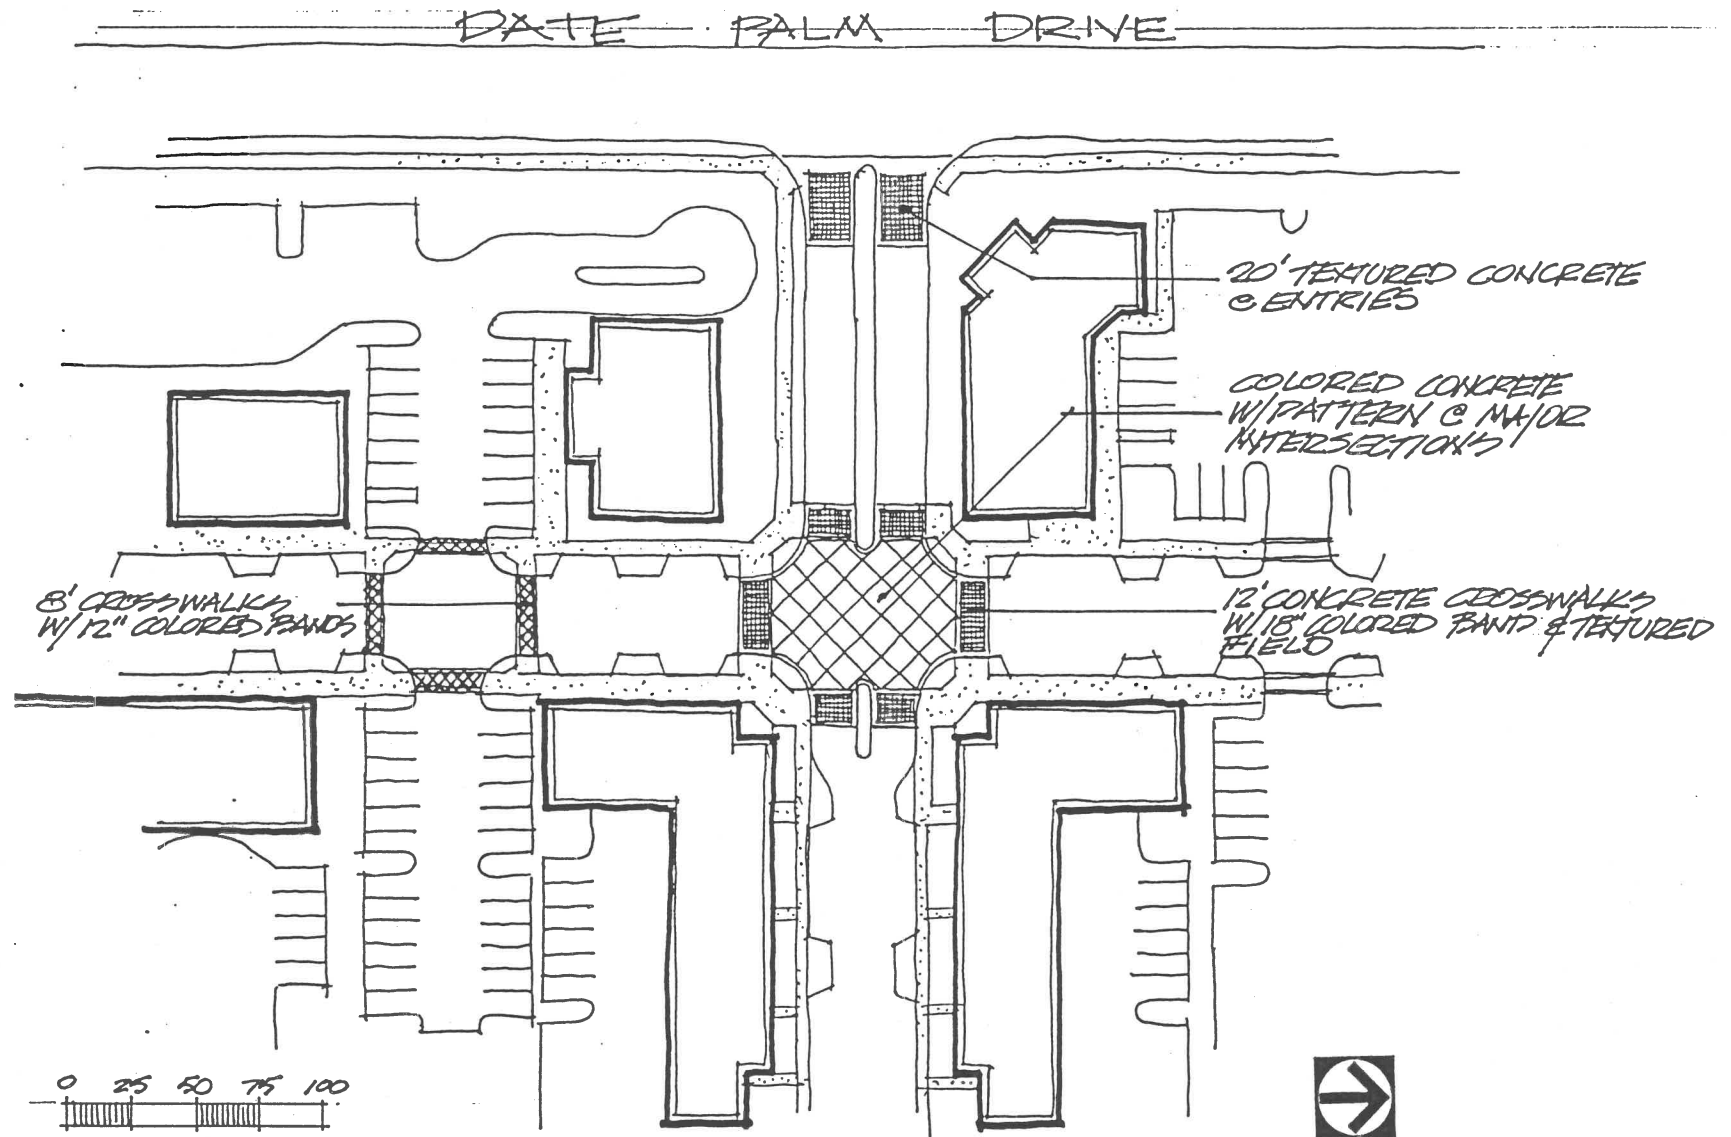 DATE PALM DRIVE
20' TEXTURED CONCRETE
@ ENTRIES
COLORED CONCRETE
W/PATTERN @ MAJOR
INTERSECTIONS
8' CROSSWALKS
W/ 12" COLORED BANDS
12' CONCRETE CROSSWALKS
W/ 18" COLORED BAND & TEXTURED
FIELD
0 25 50 75 100